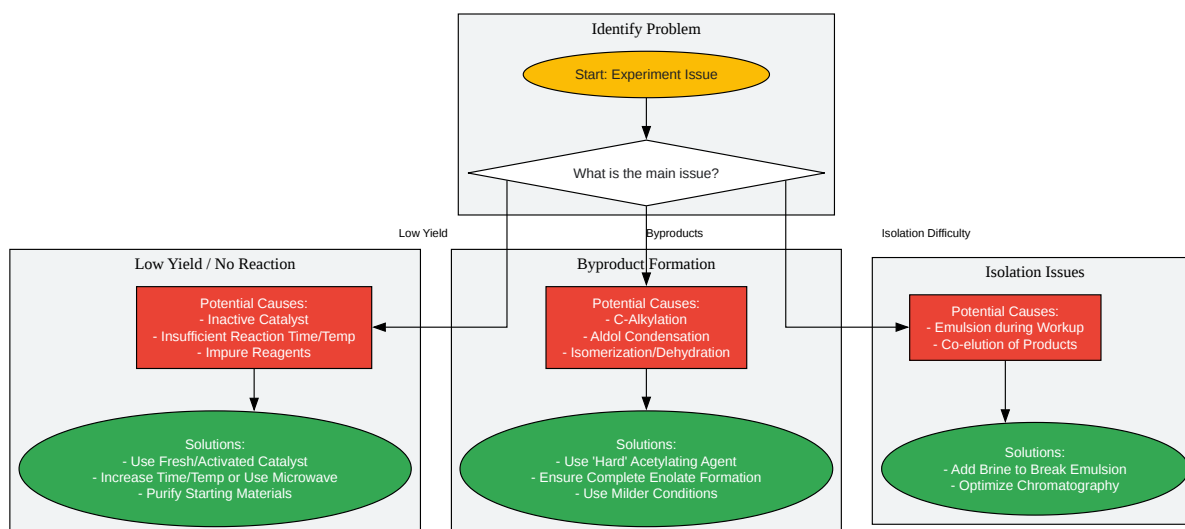 Identify Problem
Start: Experiment Issue
What is the main issue?
Low Yield
Byproducts
Isolation Difficulty
Low Yield / No Reaction
Potential Causes:
- Inactive Catalyst
- Insufficient Reaction Time/Temp
- Impure Reagents
Solutions:
- Use Fresh/Activated Catalyst
- Increase Time/Temp or Use Microwave
- Purify Starting Materials
Byproduct Formation
Potential Causes:
- C-Alkylation
- Aldol Condensation
- Isomerization/Dehydration
Solutions:
- Use 'Hard' Acetylating Agent
- Ensure Complete Enolate Formation
- Use Milder Conditions
Isolation Issues
Potential Causes:
- Emulsion during Workup
- Co-elution of Products
Solutions:
- Add Brine to Break Emulsion
- Optimize Chromatography